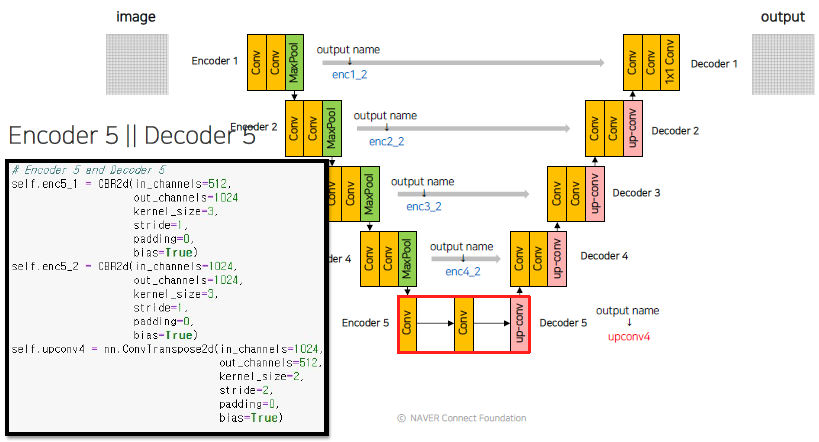 image
output
Encoder 1
Conv
Conv
MaxPool
output name
enc1_2
Conv
Conv
1x1 Conv
Decoder 1
Encoder 2
Conv
Conv
MaxPool
output name
enc2_2
Conv
Conv
up-conv
Decoder 2
Encoder 5 || Decoder 5
Conv
MaxPool
output name
enc3_2
Conv
Conv
up-conv
Decoder 3
r 4
Conv
Conv
MaxPool
output name
enc4_2
Conv
Conv
up-conv
Decoder 4
Encoder 5
Conv
Conv
up-conv
Decoder 5
output name
upconv4
# Encoder 5 and Decoder 5
self.enc5_1 = CBR2d(in_channels=512,
out_channels=1024
kernel_size=3,
stride=1,
padding=0,
bias=True)
self.enc5_2 = CBR2d(in_channels=1024,
out_channels=1024,
kernel_size=3,
stride=1,
padding=0,
bias=True)
self.upconv4 = nn.ConvTranspose2d(in_channels=1024,
out_channels=512,
kernel_size=2,
stride=2,
padding=0,
bias=True)
© NAVER Connect Foundation